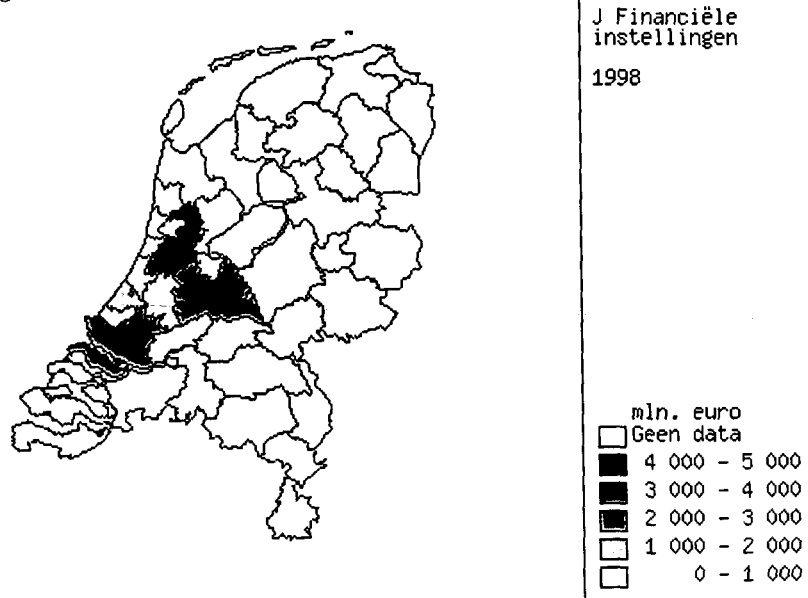 J Financiële
instellingen
1998
mln. euro
Geen data
4 000 - 5 000
3 000 - 4 000
2 000 - 3 000
1 000 - 2 000
0 - 1 000